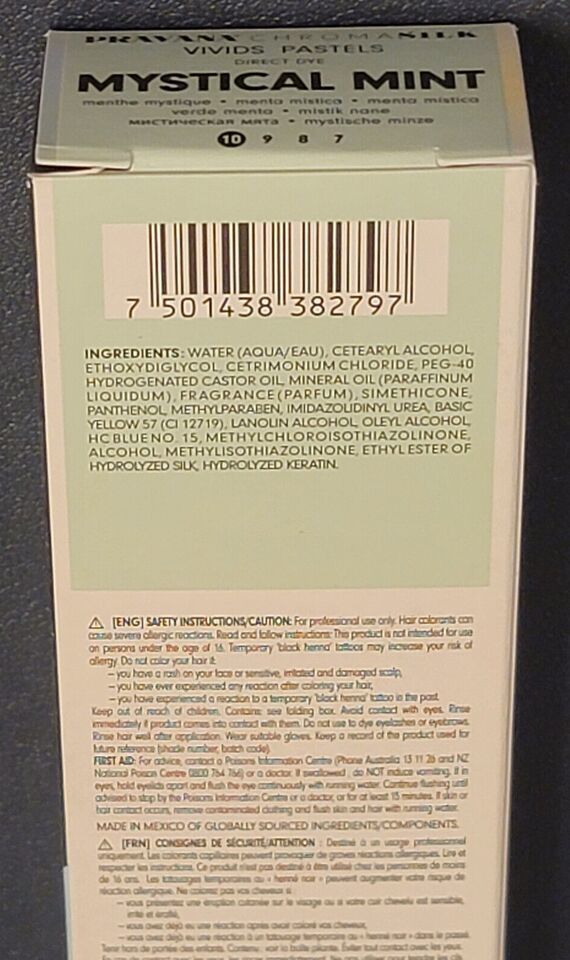 PRAVANA CHROMASILK
VIVIDS PASTELS
DIRECT DYE
MYSTICAL MINT
menthe mystique • menta mistica • menta mística
verde menta • mistik nane
мистическая мята • mystische minze
10 9 8 7
7 501438 382797
INGREDIENTS: WATER (AQUA/EAU), CETEARYL ALCOHOL,
ETHOXYDIGLYCOL, CETRIMONIUM CHLORIDE, PEG-40
HYDROGENATED CASTOR OIL, MINERAL OIL (PARAFFINUM
LIQUIDUM), FRAGRANCE (PARFUM), SIMETHICONE,
PANTHENOL, METHYLPARABEN, IMIDAZOLIDINYL UREA, BASIC
YELLOW 57 (CI 12719), LANOLIN ALCOHOL, OLEYL ALCOHOL,
HC BLUE NO. 15, METHYLCHLOROISOTHIAZOLINONE,
ALCOHOL, METHYLISOTHIAZOLINONE, ETHYL ESTER OF
HYDROLYZED SILK, HYDROLYZED KERATIN.
⚠ [ENG] SAFETY INSTRUCTIONS/CAUTION: For professional use only. Hair colorants can
cause severe allergic reactions. Read and follow instructions: This product is not intended for use
on persons under the age of 16. Temporary 'black henna' tattoos may increase your risk of
allergy. Do not color your hair if:
– you have a rash on your face or sensitive, irritated and damaged scalp,
– you have ever experienced any reaction after coloring your hair,
– you have experienced a reaction to a temporary 'black henna' tattoo in the past.
Keep out of reach of children. Contains: see folding box. Avoid contact with eyes. Rinse
immediately if product comes into contact with them. Do not use to dye eyelashes or eyebrows.
Rinse hair well after application. Wear suitable gloves. Keep a record of the product used for
future reference (shade number, batch code).
FIRST AID: For advice, contact a Poisons Information Centre (Phone Australia 13 11 26 and NZ
National Poison Centre 0800 764 766) or a doctor. If swallowed, do NOT induce vomiting. If in
eyes, hold eyelids apart and flush the eye continuously with running water. Continue flushing until
advised to stop by the Poisons Information Centre or a doctor, or for at least 15 minutes. If skin or
hair contact occurs, remove contaminated clothing and flush skin and hair with running water.
MADE IN MEXICO OF GLOBALLY SOURCED INGREDIENTS/COMPONENTS.
⚠ [FRN] CONSIGNES DE SÉCURITÉ/ATTENTION : Destiné à un usage professionnel
uniquement. Les colorants capillaires peuvent provoquer de graves réactions allergiques. Lire et
respecter les instructions. Ce produit n'est pas destiné à être utilisé chez les personnes de moins
de 16 ans. Les tatouages temporaires au « henné noir » peuvent augmenter votre risque de
réaction allergique. Ne colorez pas vos cheveux si :
– vous présentez une éruption cutanée sur le visage ou si votre cuir chevelu est sensible,
irrité et éraflé,
– vous avez déjà eu une réaction après avoir coloré vos cheveux,
– vous avez déjà eu une réaction à un tatouage temporaire au « henné noir » dans le passé.
Tenir hors de portée des enfants. Contient : voir la boîte pliante. Éviter tout contact avec les yeux.